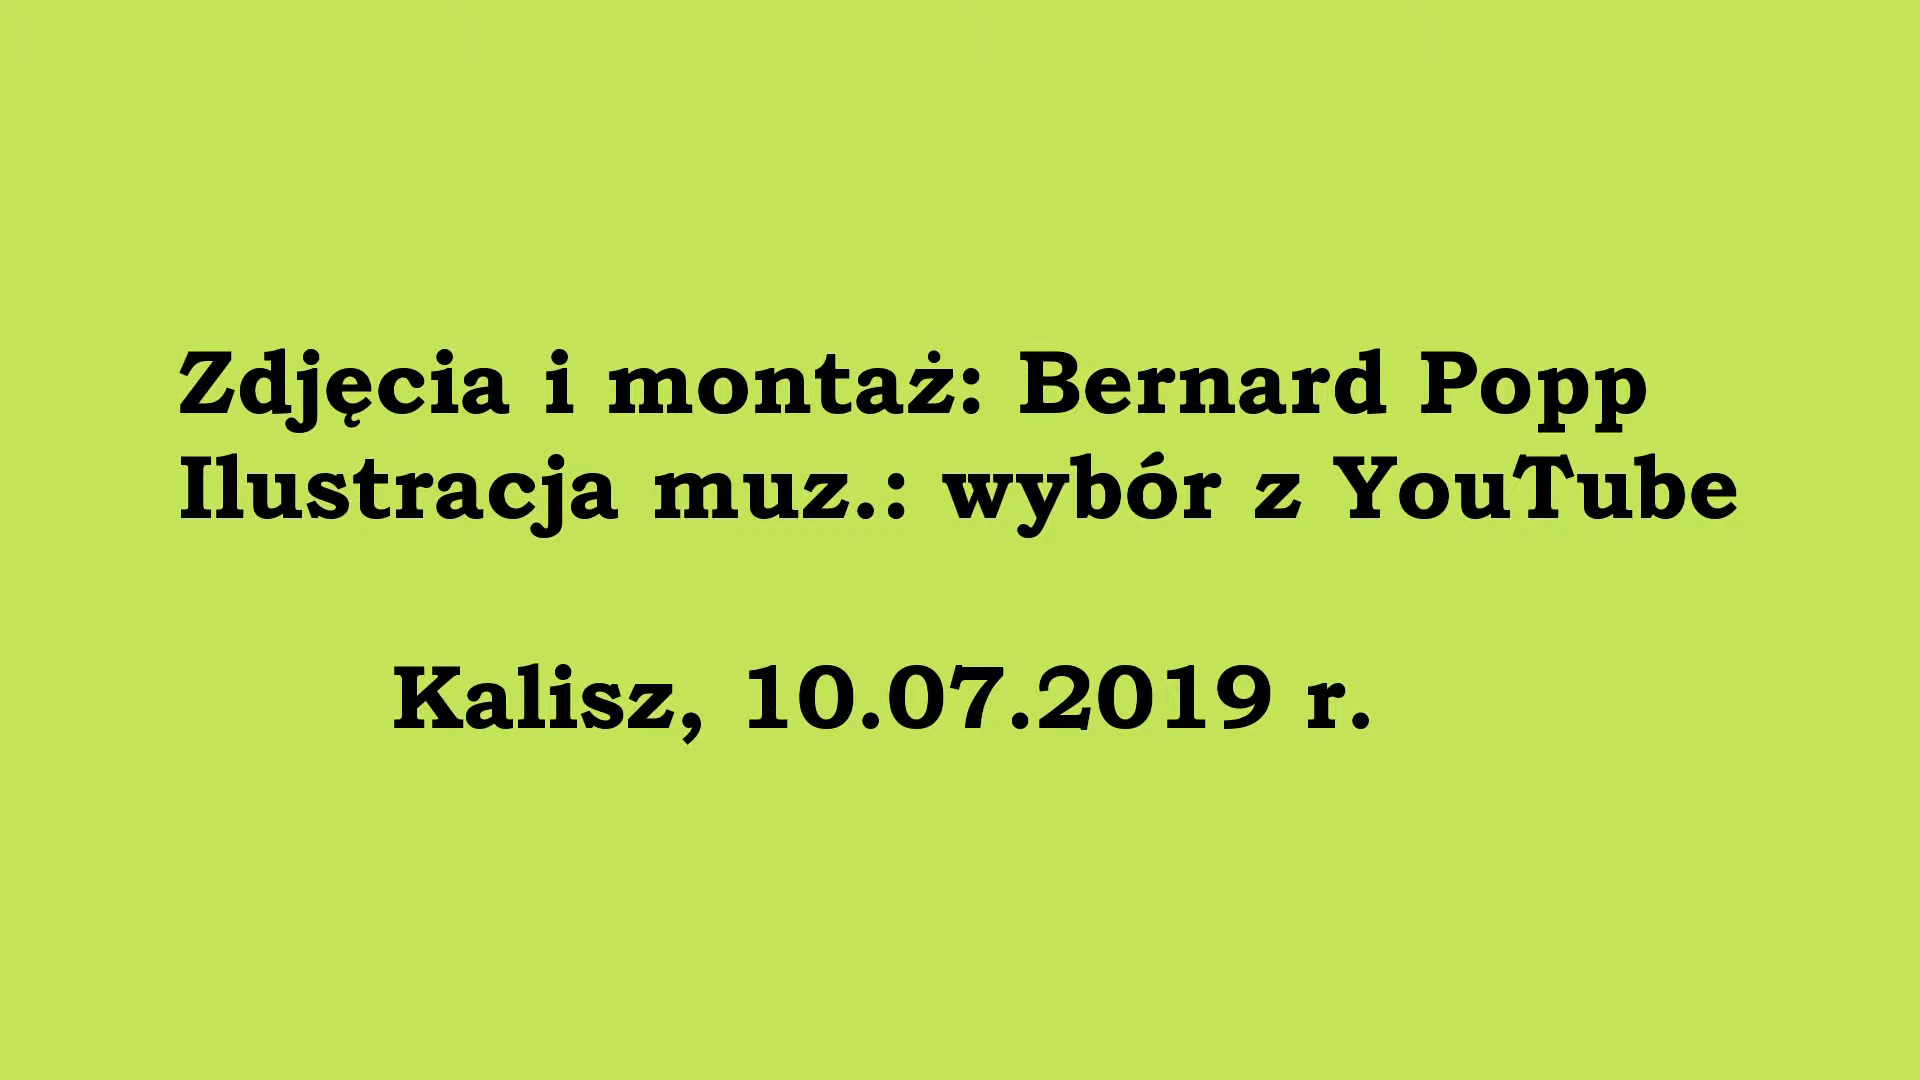 Zdjęcia i montaż: Bernard Popp
Ilustracja muz.: wybór z YouTube
Kalisz, 10.07.2019 r.